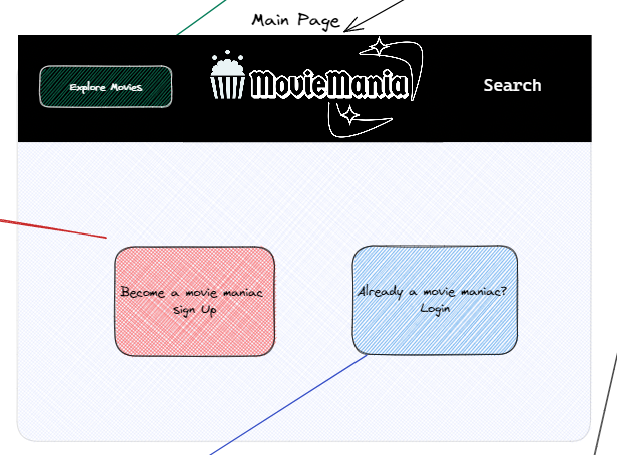 Main Page
Explore Movies
MovieMania
Search
Become a movie maniac
Sign Up
Already a movie maniac?
Login